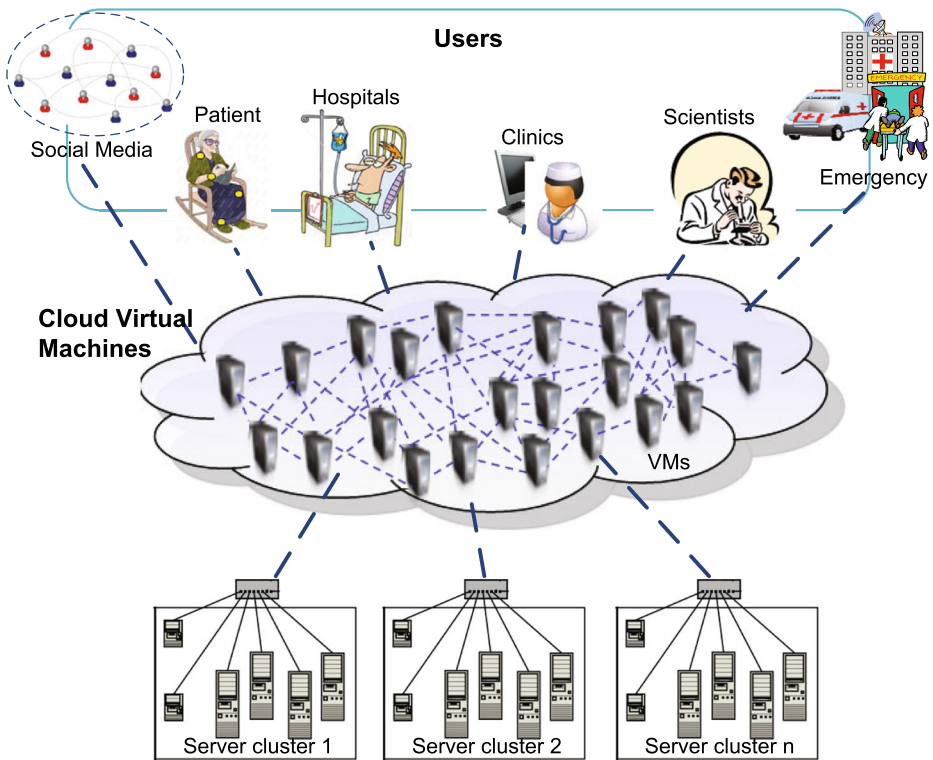 Users
Social Media
Patient
Hospitals
Clinics
Scientists
EMERGENCY
Emergency
Cloud Virtual
Machines
VMs
Server cluster 1
Server cluster 2
Server cluster n